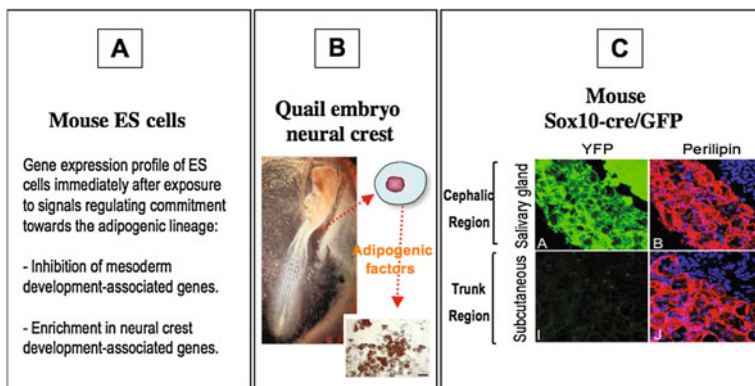 A
Mouse ES cells
Gene expression profile of ES
cells immediately after exposure
to signals regulating commitment
towards the adipogenic lineage:
- Inhibition of mesoderm
development-associated genes.
- Enrichment in neural crest
development-associated genes.
B
Quail embryo
neural crest
Adipogenic
factors
C
Mouse
Sox10-cre/GFP
YFP Perilipin
Cephalic
Region
Salivary gland
A B
Trunk
Region
Subcutaneous
I J